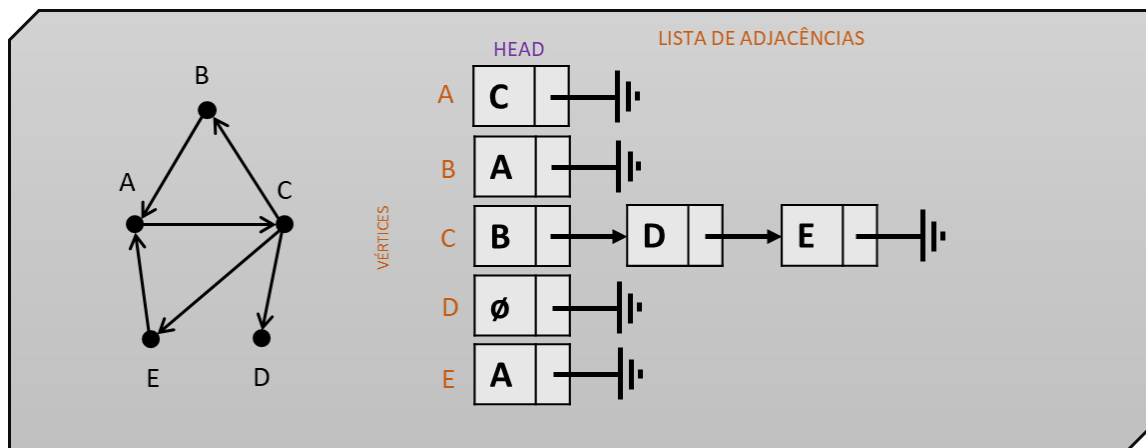 LISTA DE ADJACÊNCIAS
HEAD
B
A
C
E
D
VÉRTICES
A C
B A
C B D E
D ø
E A